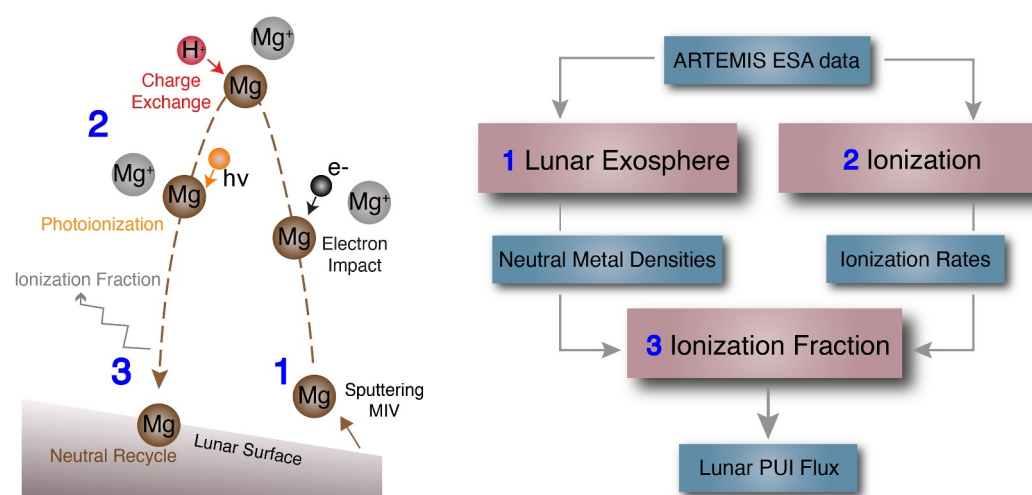 H+
Mg+
Charge
Exchange
Mg
2
Mg+
hν
Mg
e-
Mg+
Photoionization
Mg
Electron
Impact
Ionization Fraction
3
1
Mg
Sputtering
MIV
Mg
Lunar Surface
Neutral Recycle
ARTEMIS ESA data
1 Lunar Exosphere
2 Ionization
Neutral Metal Densities
Ionization Rates
3 Ionization Fraction
Lunar PUI Flux